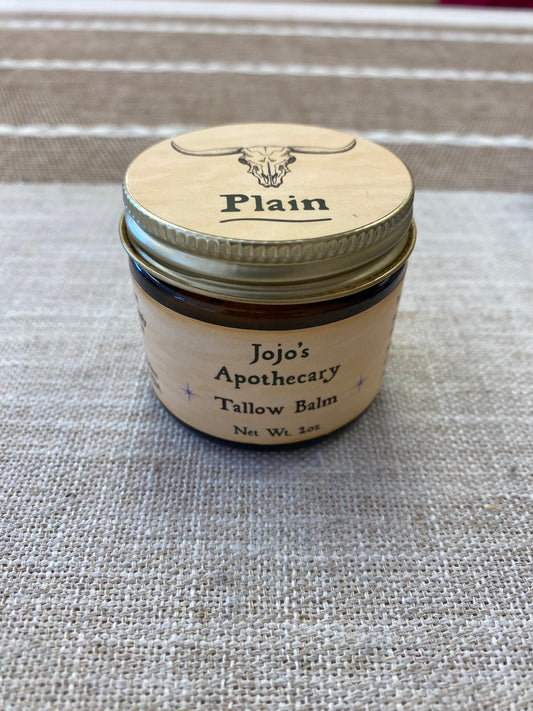 Plain
Jojo's
Apothecary
Tallow Balm
Net Wt. 2oz